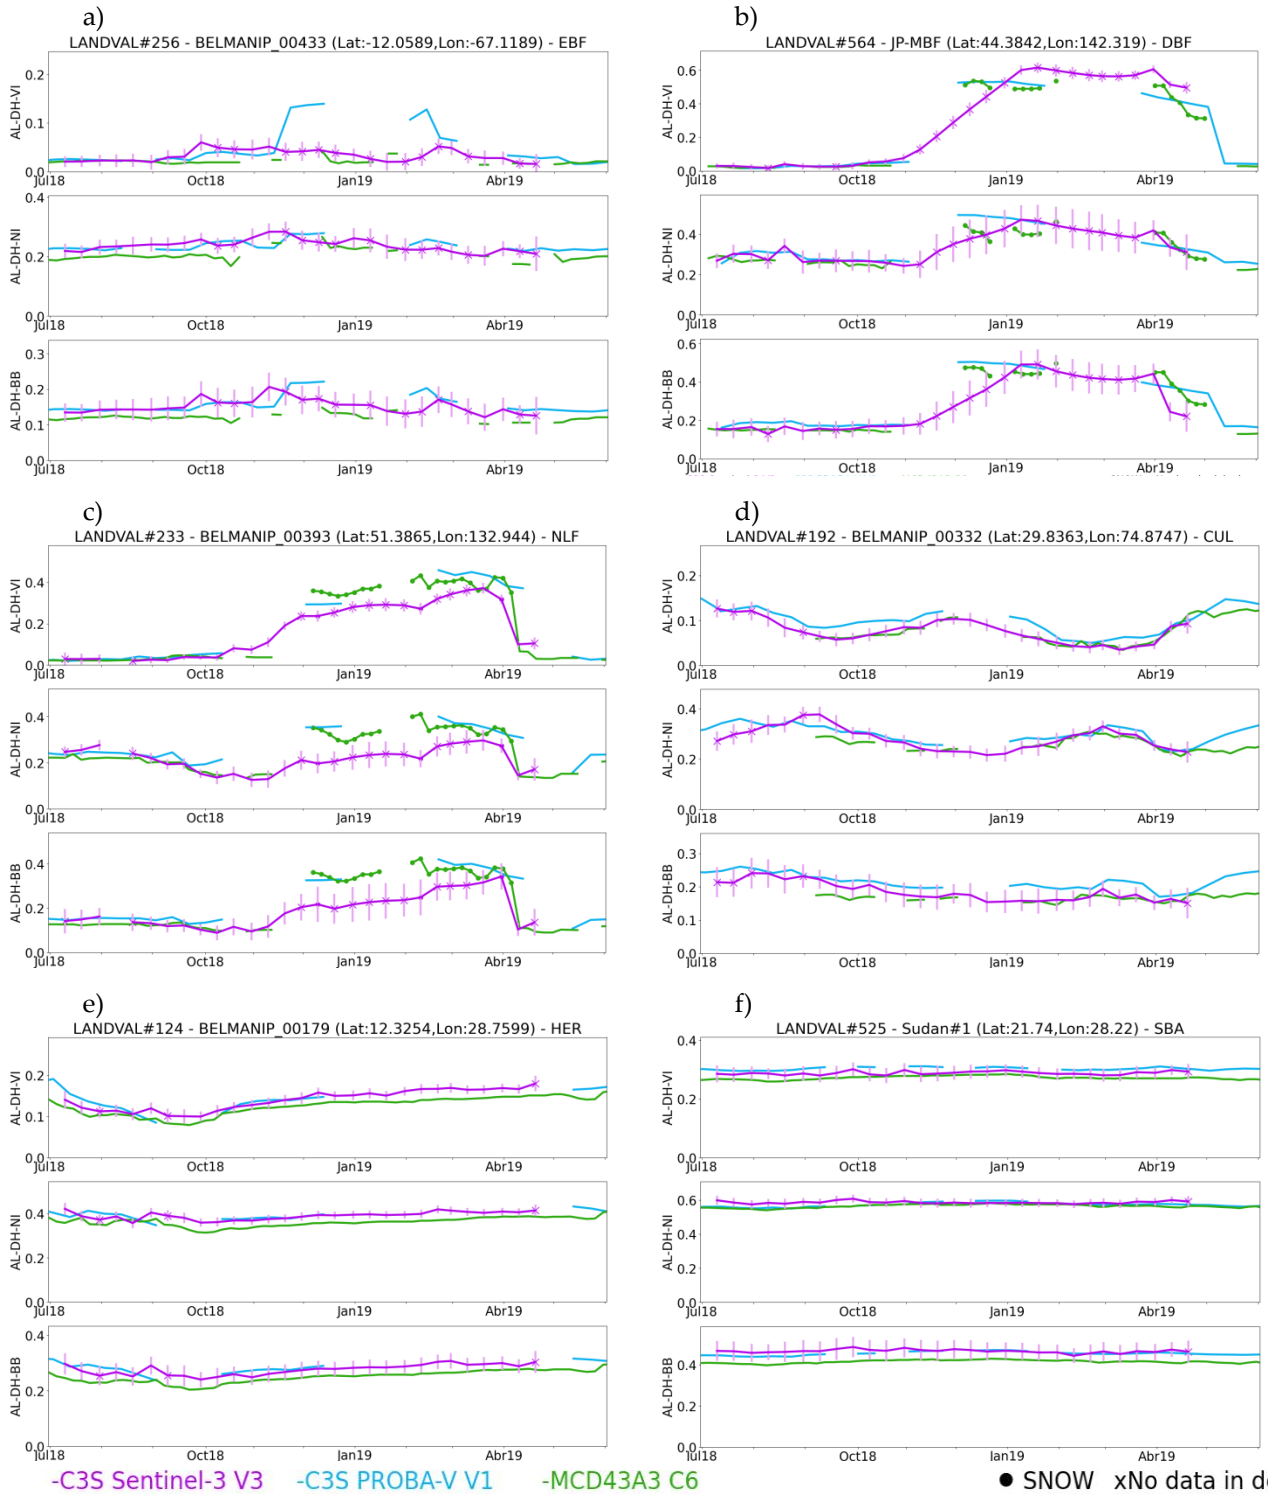 a)
LANDVAL#256 - BELMANIP_00433 (Lat:-12.0589,Lon:-67.1189) - EBF
AL-DH-VI
0.2
0.1
0.0
Jul18 Oct18 Jan19 Abr19
AL-DH-NI
0.4
0.2
0.0
Jul18 Oct18 Jan19 Abr19
AL-DH-BB
0.3
0.2
0.1
0.0
Jul18 Oct18 Jan19 Abr19
b)
LANDVAL#564 - JP-MBF (Lat:44.3842,Lon:142.319) - DBF
AL-DH-VI
0.6
0.4
0.2
0.0
Jul18 Oct18 Jan19 Abr19
AL-DH-NI
0.4
0.2
0.0
Jul18 Oct18 Jan19 Abr19
AL-DH-BB
0.6
0.4
0.2
0.0
Jul18 Oct18 Jan19 Abr19
c)
LANDVAL#233 - BELMANIP_00393 (Lat:51.3865,Lon:132.944) - NLF
AL-DH-VI
0.4
0.2
0.0
Jul18 Oct18 Jan19 Abr19
AL-DH-NI
0.4
0.2
0.0
Jul18 Oct18 Jan19 Abr19
AL-DH-BB
0.4
0.2
0.0
Jul18 Oct18 Jan19 Abr19
d)
LANDVAL#192 - BELMANIP_00332 (Lat:29.8363,Lon:74.8747) - CUL
AL-DH-VI
0.2
0.1
0.0
Jul18 Oct18 Jan19 Abr19
AL-DH-NI
0.4
0.2
0.0
Jul18 Oct18 Jan19 Abr19
AL-DH-BB
0.3
0.2
0.1
0.0
Jul18 Oct18 Jan19 Abr19
e)
LANDVAL#124 - BELMANIP_00179 (Lat:12.3254,Lon:28.7599) - HER
AL-DH-VI
0.2
0.1
0.0
Jul18 Oct18 Jan19 Abr19
AL-DH-NI
0.4
0.2
0.0
Jul18 Oct18 Jan19 Abr19
AL-DH-BB
0.4
0.2
0.0
Jul18 Oct18 Jan19 Abr19
f)
LANDVAL#525 - Sudan#1 (Lat:21.74,Lon:28.22) - SBA
AL-DH-VI
0.4
0.2
0.0
Jul18 Oct18 Jan19 Abr19
AL-DH-NI
0.6
0.4
0.2
0.0
Jul18 Oct18 Jan19 Abr19
AL-DH-BB
0.4
0.2
0.0
Jul18 Oct18 Jan19 Abr19
-C3S Sentinel-3 V3 -C3S PROBA-V V1 -MCD43A3 C6 ● SNOW xNo data in